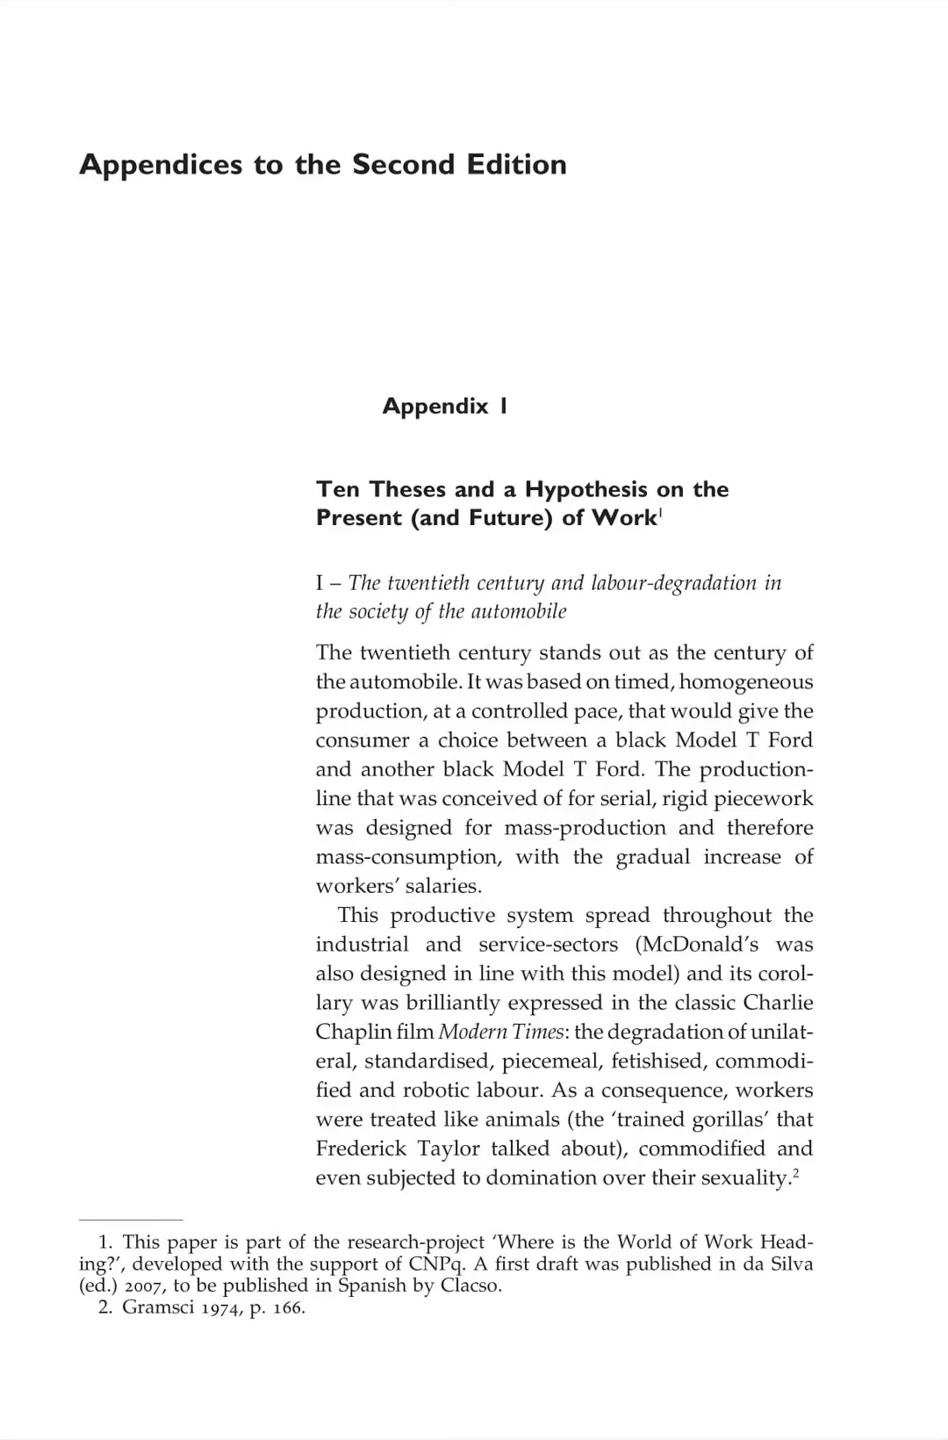 Appendices to the Second Edition
Appendix 1
Ten Theses and a Hypothesis on the
Present (and Future) of Work¹
I – The twentieth century and labour-degradation in
the society of the automobile
The twentieth century stands out as the century of
the automobile. It was based on timed, homogeneous
production, at a controlled pace, that would give the
consumer a choice between a black Model T Ford
and another black Model T Ford. The production-
line that was conceived of for serial, rigid piecework
was designed for mass-production and therefore
mass-consumption, with the gradual increase of
workers’ salaries.
This productive system spread throughout the
industrial and service-sectors (McDonald’s was
also designed in line with this model) and its corol-
lary was brilliantly expressed in the classic Charlie
Chaplin film Modern Times: the degradation of unilat-
eral, standardised, piecemeal, fetishised, commodi-
fied and robotic labour. As a consequence, workers
were treated like animals (the ‘trained gorillas’ that
Frederick Taylor talked about), commodified and
even subjected to domination over their sexuality.²
1. This paper is part of the research-project ‘Where is the World of Work Head-
ing?’, developed with the support of CNPq. A first draft was published in da Silva
(ed.) 2007, to be published in Spanish by Clacso.
2. Gramsci 1974, p. 166.